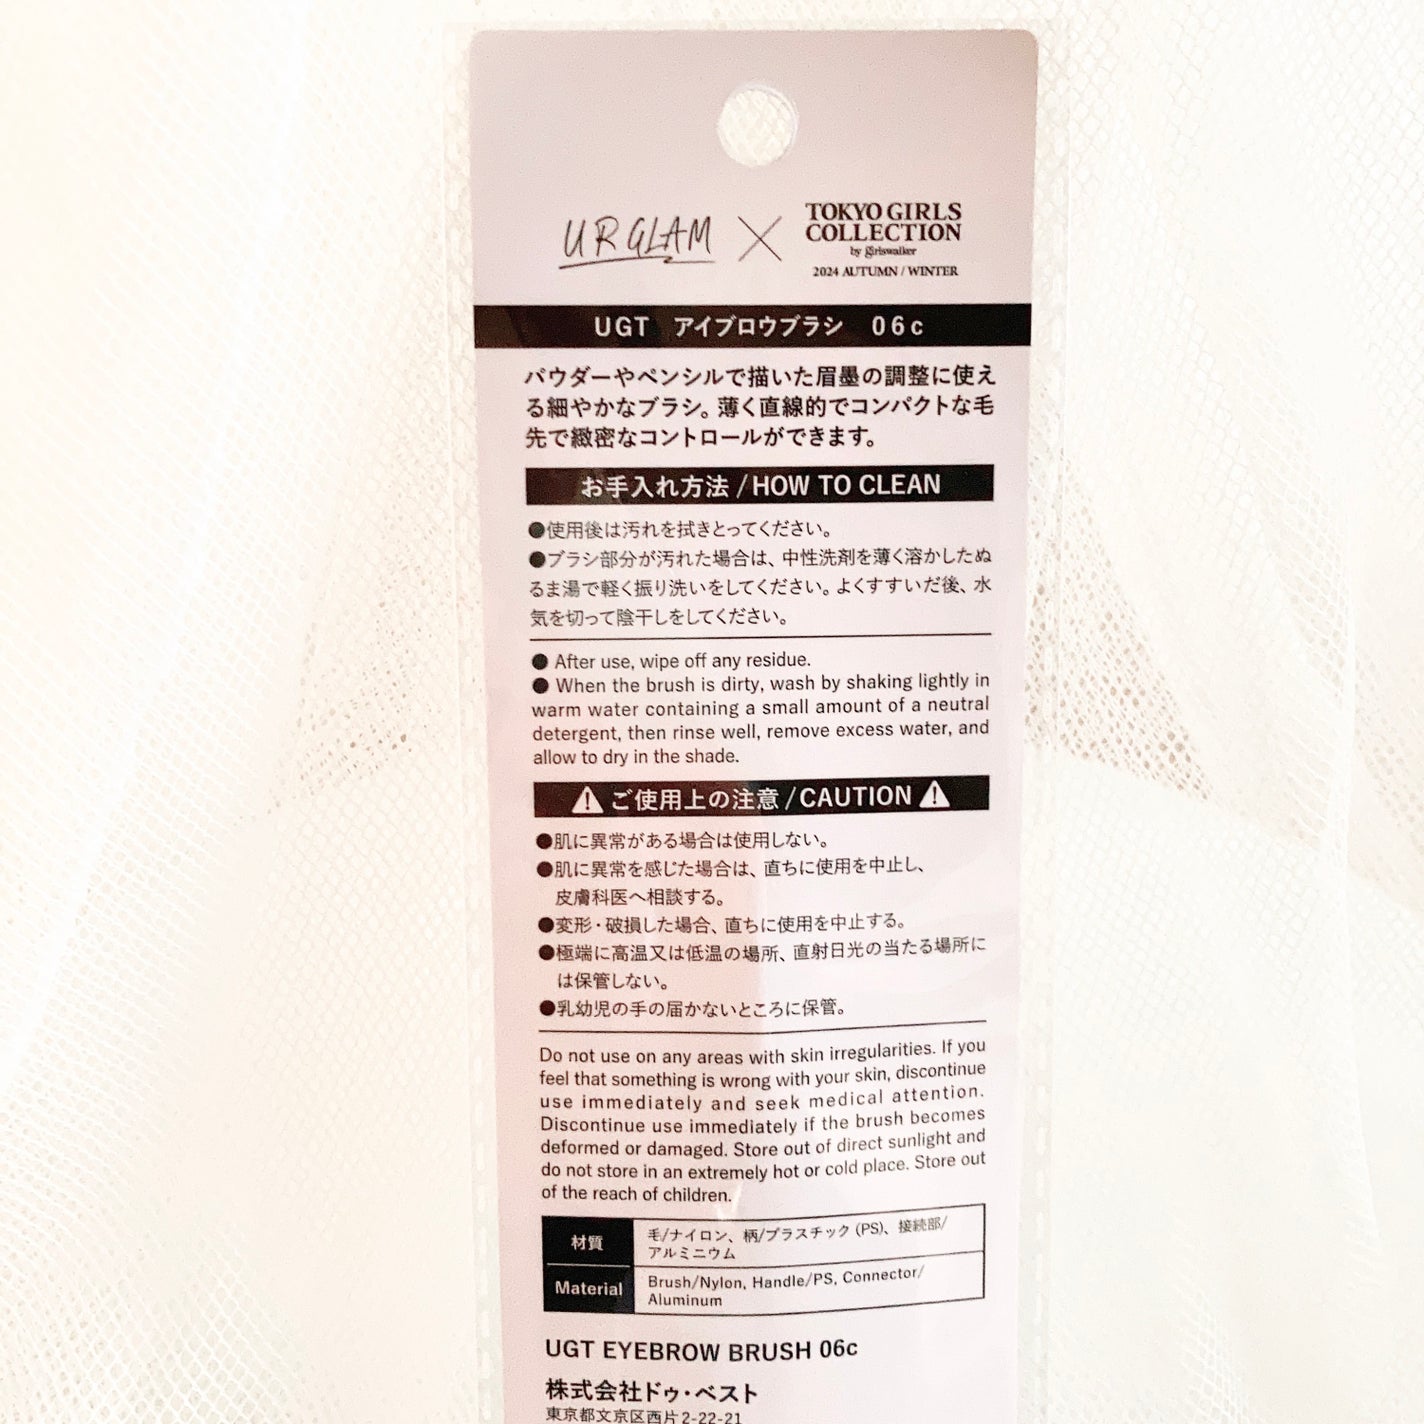 UR GLAM × TOKYO GIRLS
COLLECTION
by girlswalker
2024 AUTUMN / WINTER
UGT アイブロウブラシ 06c
パウダーやペンシルで描いた眉墨の調整に使え
る細やかなブラシ。薄く直線的でコンパクトな毛
先で緻密なコントロールができます。
お手入れ方法 / HOW TO CLEAN
●使用後は汚れを拭きとってください。
●ブラシ部分が汚れた場合は、中性洗剤を薄く溶かしたぬ
るま湯で軽く振り洗いをしてください。よくすすいだ後、水
気を切って陰干しをしてください。
● After use, wipe off any residue.
● When the brush is dirty, wash by shaking lightly in
warm water containing a small amount of a neutral
detergent, then rinse well, remove excess water, and
allow to dry in the shade.
⚠ ご使用上の注意 / CAUTION ⚠
●肌に異常がある場合は使用しない。
●肌に異常を感じた場合は、直ちに使用を中止し、
皮膚科医へ相談する。
●変形・破損した場合、直ちに使用を中止する。
●極端に高温又は低温の場所、直射日光の当たる場所に
は保管しない。
●乳幼児の手の届かないところに保管。
Do not use on any areas with skin irregularities. If you
feel that something is wrong with your skin, discontinue
use immediately and seek medical attention.
Discontinue use immediately if the brush becomes
deformed or damaged. Store out of direct sunlight and
do not store in an extremely hot or cold place. Store out
of the reach of children.
材質 毛/ナイロン、柄/プラスチック (PS)、接続部/
アルミニウム
Material Brush/Nylon, Handle/PS, Connector/
Aluminum
UGT EYEBROW BRUSH 06c
株式会社ドゥ・ベスト
東京都文京区西片2-22-21